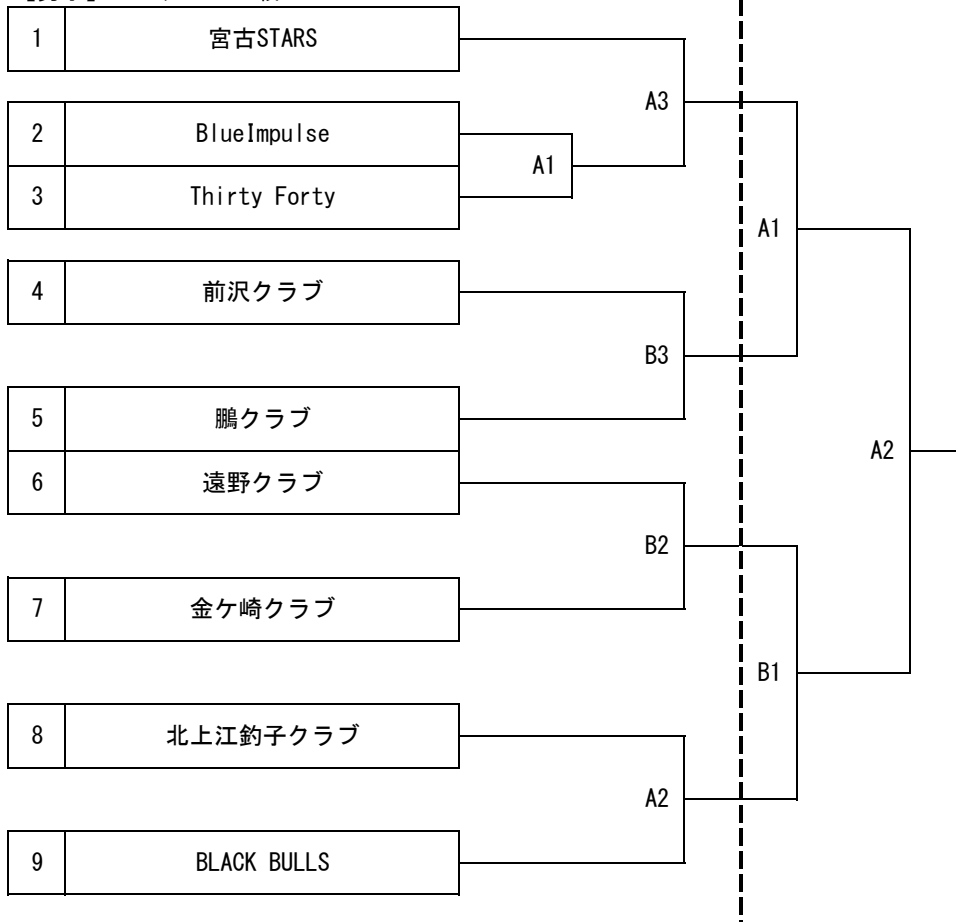 1 宮古STARS
A3
2 BlueImpulse
A1
3 Thirty Forty
A1
4 前沢クラブ
B3
5 鵬クラブ
A2
6 遠野クラブ
B2
7 金ケ崎クラブ
B1
8 北上江釣子クラブ
A2
9 BLACK BULLS